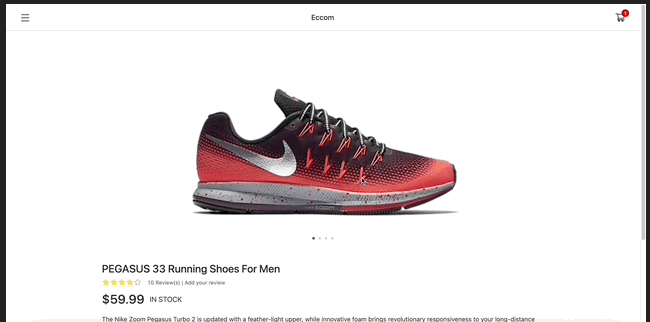 Eccom
1
ZOOM
PEGASUS 33 Running Shoes For Men
10 Review(s) | Add your review
$59.99 IN STOCK
The Nike Zoom Pegasus Turbo 2 is updated with a feather-light upper, while innovative foam brings revolutionary responsiveness to your long-distance